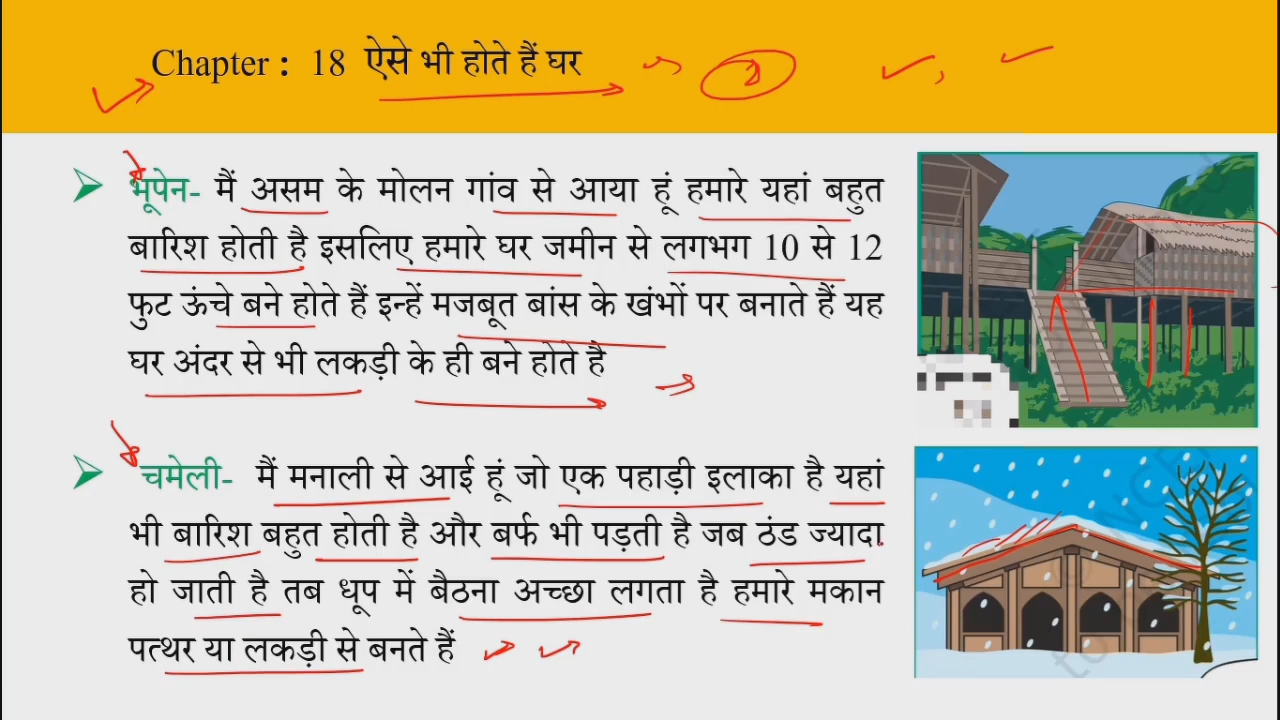 Chapter : 18 ऐसे भी होते हैं घर
भूपेन- मैं असम के मोलन गांव से आया हूं हमारे यहां बहुत
बारिश होती है इसलिए हमारे घर जमीन से लगभग 10 से 12
फुट ऊंचे बने होते हैं इन्हें मजबूत बांस के खंभों पर बनाते हैं यह
घर अंदर से भी लकड़ी के ही बने होते है
चमेली- मैं मनाली से आई हूं जो एक पहाड़ी इलाका है यहां
भी बारिश बहुत होती है और बर्फ भी पड़ती है जब ठंड ज्यादा
हो जाती है तब धूप में बैठना अच्छा लगता है हमारे मकान
पत्थर या लकड़ी से बनते हैं